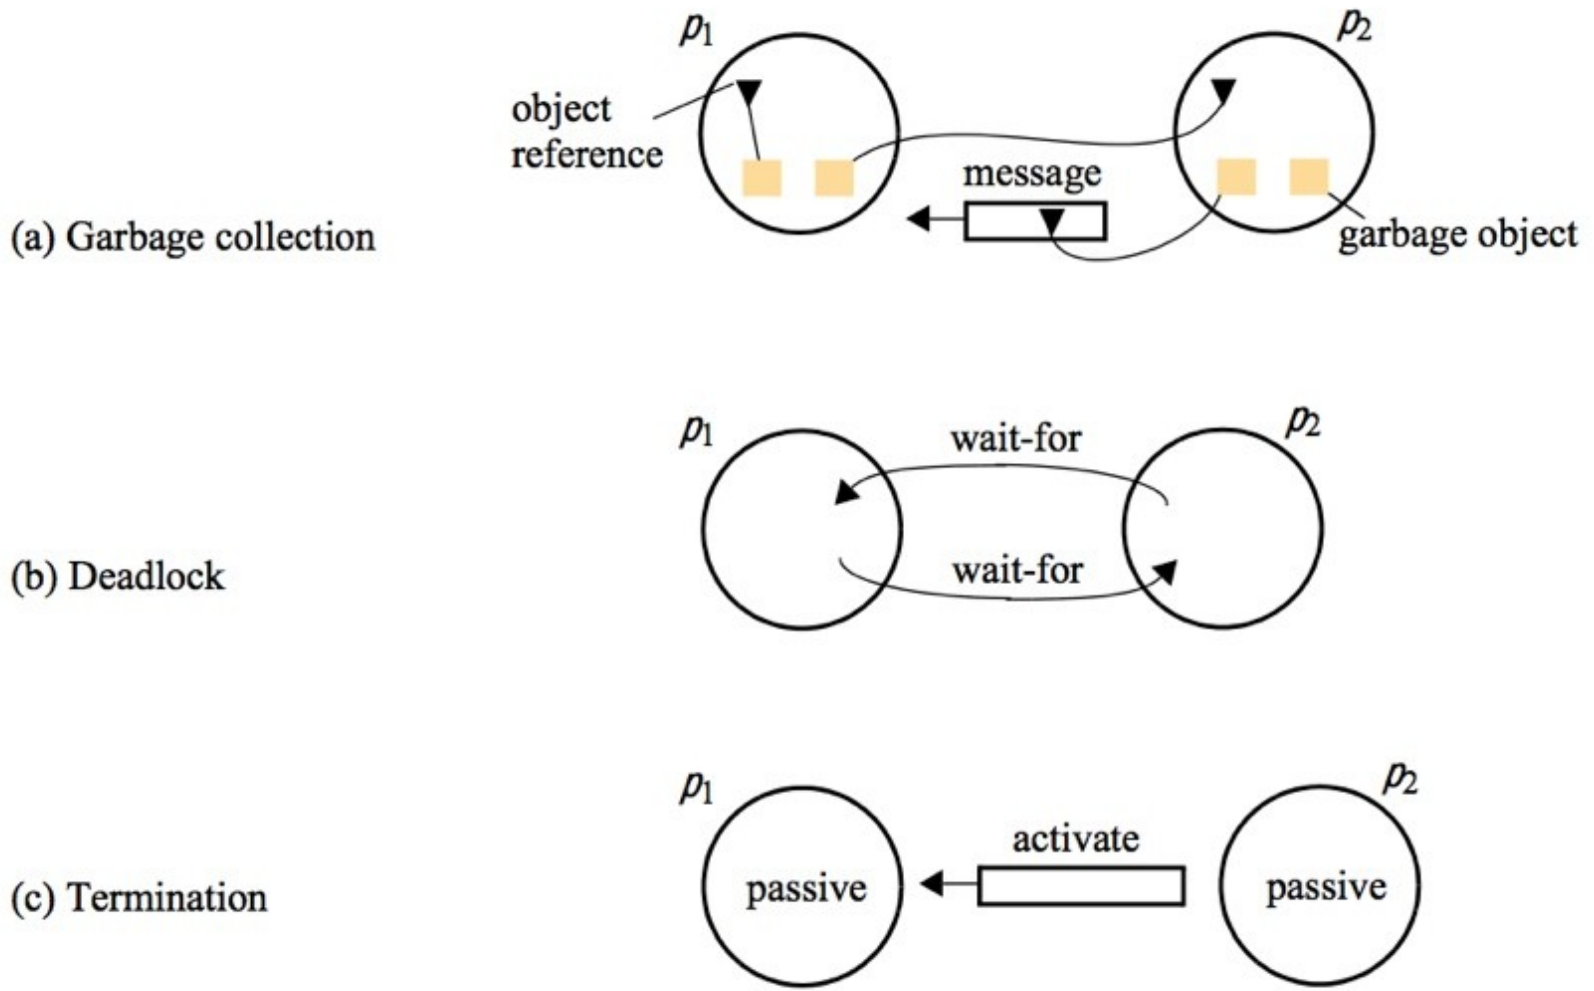 p1
p2
object
reference
message
(a) Garbage collection
garbage object
p1
wait-for
p2
wait-for
(b) Deadlock
p1
p2
activate
passive
passive
(c) Termination